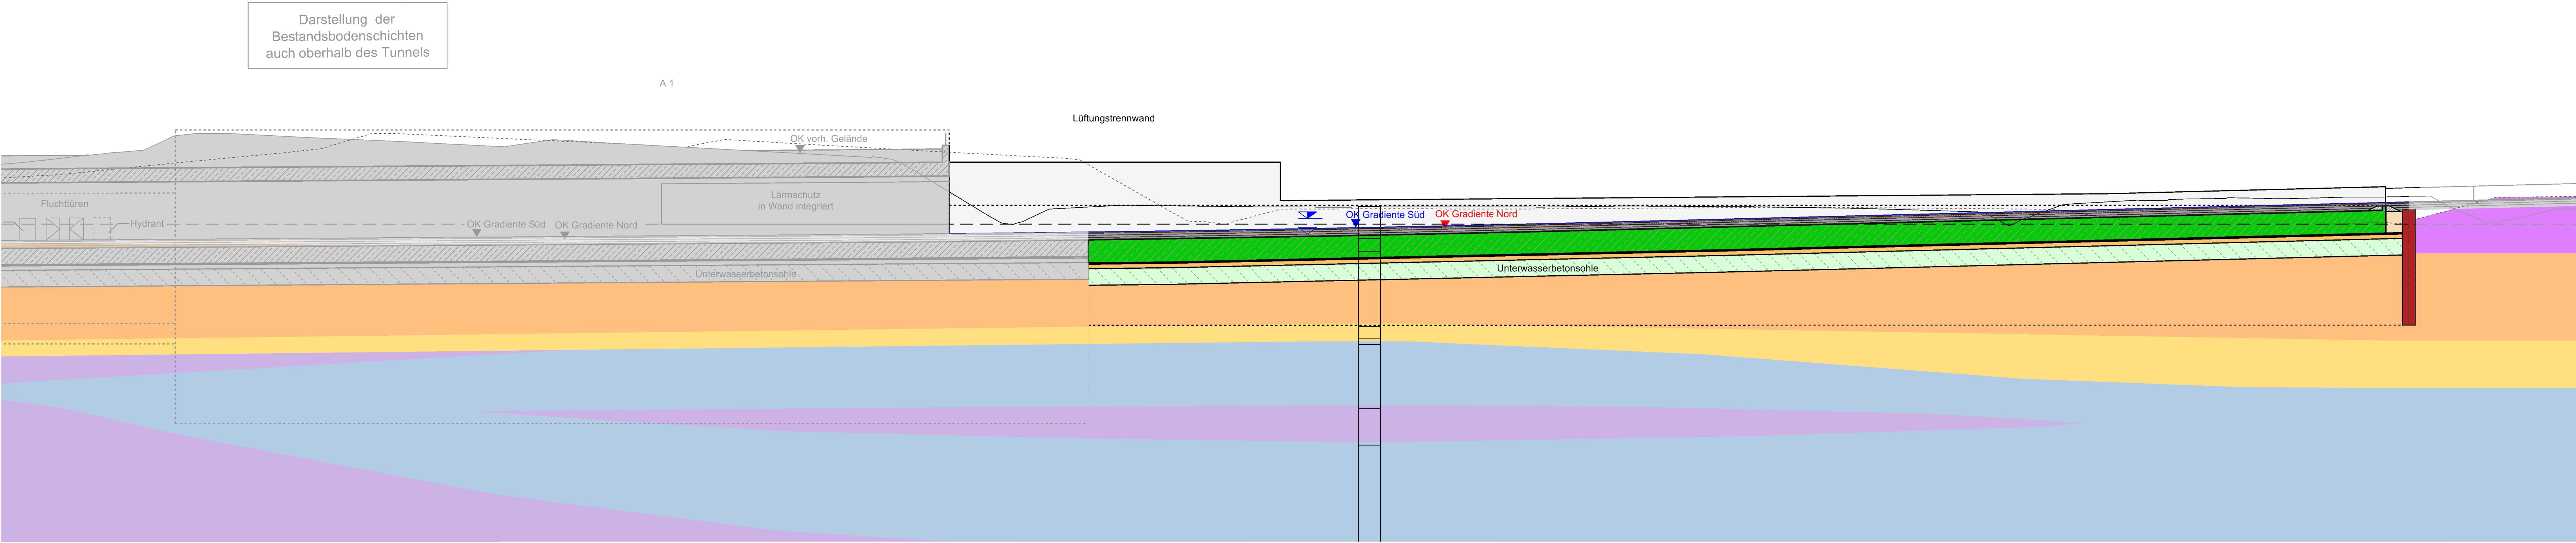 Darstellung der
Bestandsbodenschichten
auch oberhalb des Tunnels
A 1
Lüftungstrennwand
OK vorh. Gelände
Lärmschutz
in Wand integriert
Fluchttüren
Hydrant
OK Gradiente Süd
OK Gradiente Nord
OK Gradiente Süd
OK Gradiente Nord
Unterwasserbetonsohle
Unterwasserbetonsohle